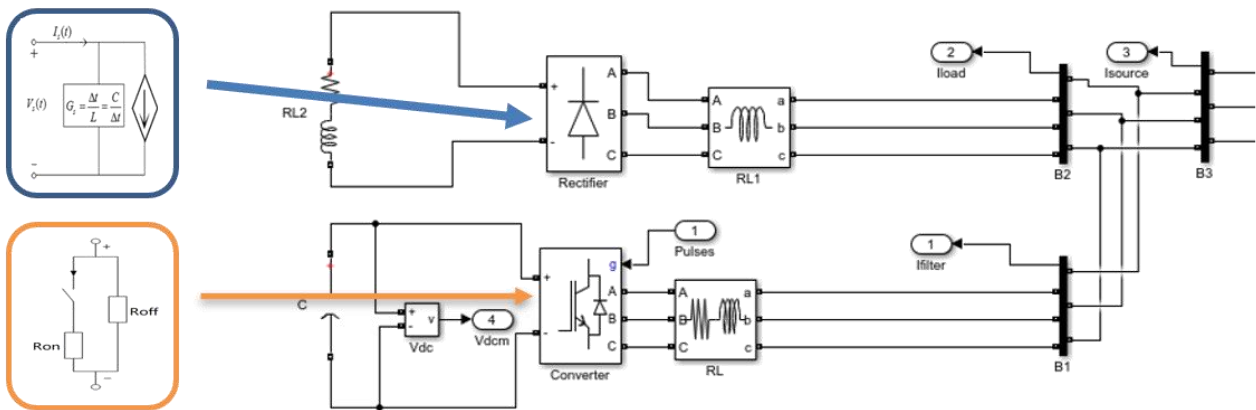 I_s(t)
+
V_s(t)
G_s = Δt/L = C/Δt
−
RL2
+
-
A
B
C
Rectifier
A
B
C
a
b
c
RL1
2
Iload
3
Isource
B2
B3
+
Ron
Roff
−
C
+
-
v
Vdc
4
Vdcm
1
Pulses
g
+
-
A
B
C
Converter
A
B
C
a
b
c
RL
1
Ifilter
B1